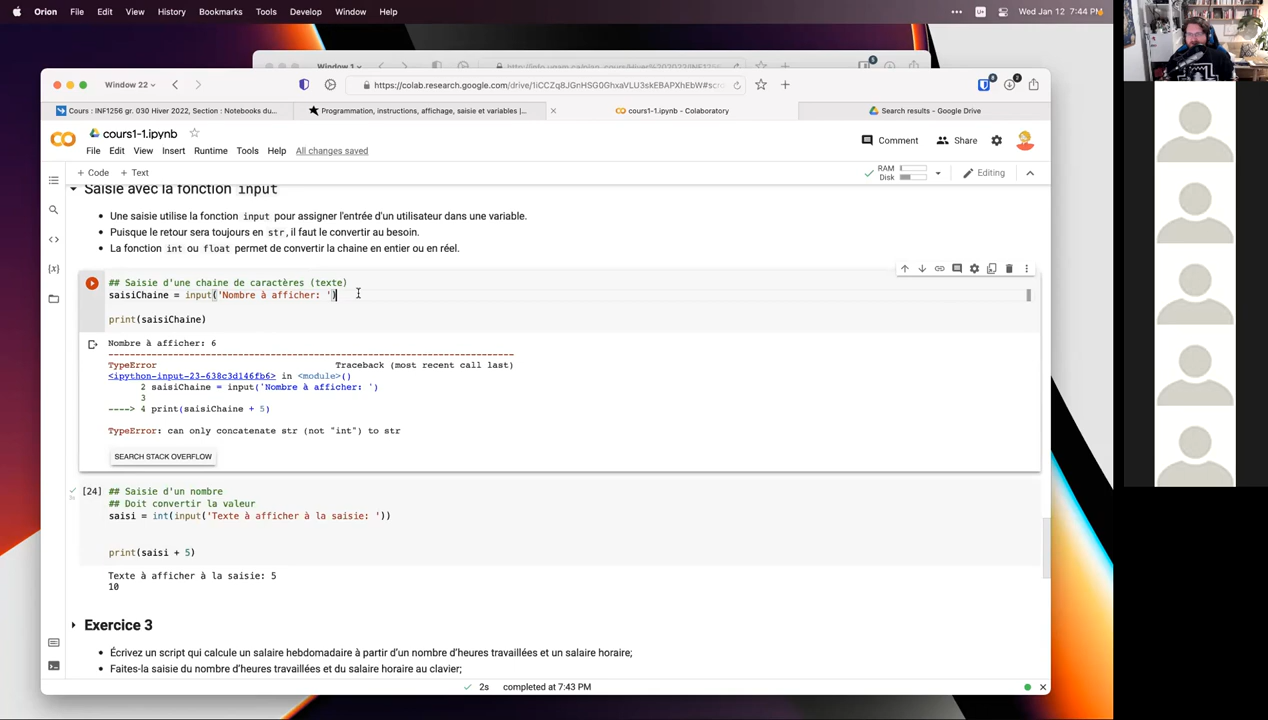 Orion File Edit View History Bookmarks Tools Develop Window Help
Wed Jan 12 7:44 PM
Window 1
Window 22
https://colab.research.google.com/drive/1iCCZq8JGnHSG0GhxaVLU3skEBAPXhEbW#scro
Cours : INF1256 gr. 030 Hiver 2022, Section : Notebooks du...
Programmation, instructions, affichage, saisie et variables |...
cours1-1.ipynb - Colaboratory
Search results - Google Drive
cours1-1.ipynb
File Edit View Insert Runtime Tools Help All changes saved
Comment Share
+ Code + Text
RAM
Disk
Editing
Saisie avec la fonction input
Une saisie utilise la fonction input pour assigner l'entrée d'un utilisateur dans une variable.
Puisque le retour sera toujours en str, il faut le convertir au besoin.
La fonction int ou float permet de convertir la chaine en entier ou en réel.
## Saisie d'une chaine de caractères (texte)
saisiChaine = input('Nombre à afficher: ')
print(saisiChaine)
Nombre à afficher: 6
---------------------------------------------------------------------------
TypeError Traceback (most recent call last)
<ipython-input-23-638c3d146fb6> in <module>()
2 saisiChaine = input('Nombre à afficher: ')
3
----> 4 print(saisiChaine + 5)
TypeError: can only concatenate str (not "int") to str
SEARCH STACK OVERFLOW
[24] ## Saisie d'un nombre
## Doit convertir la valeur
saisi = int(input('Texte à afficher à la saisie: '))
print(saisi + 5)
Texte à afficher à la saisie: 5
10
Exercice 3
Écrivez un script qui calcule un salaire hebdomadaire à partir d'un nombre d'heures travaillées et un salaire horaire;
Faites-la saisie du nombre d'heures travaillées et du salaire horaire au clavier;
2s completed at 7:43 PM